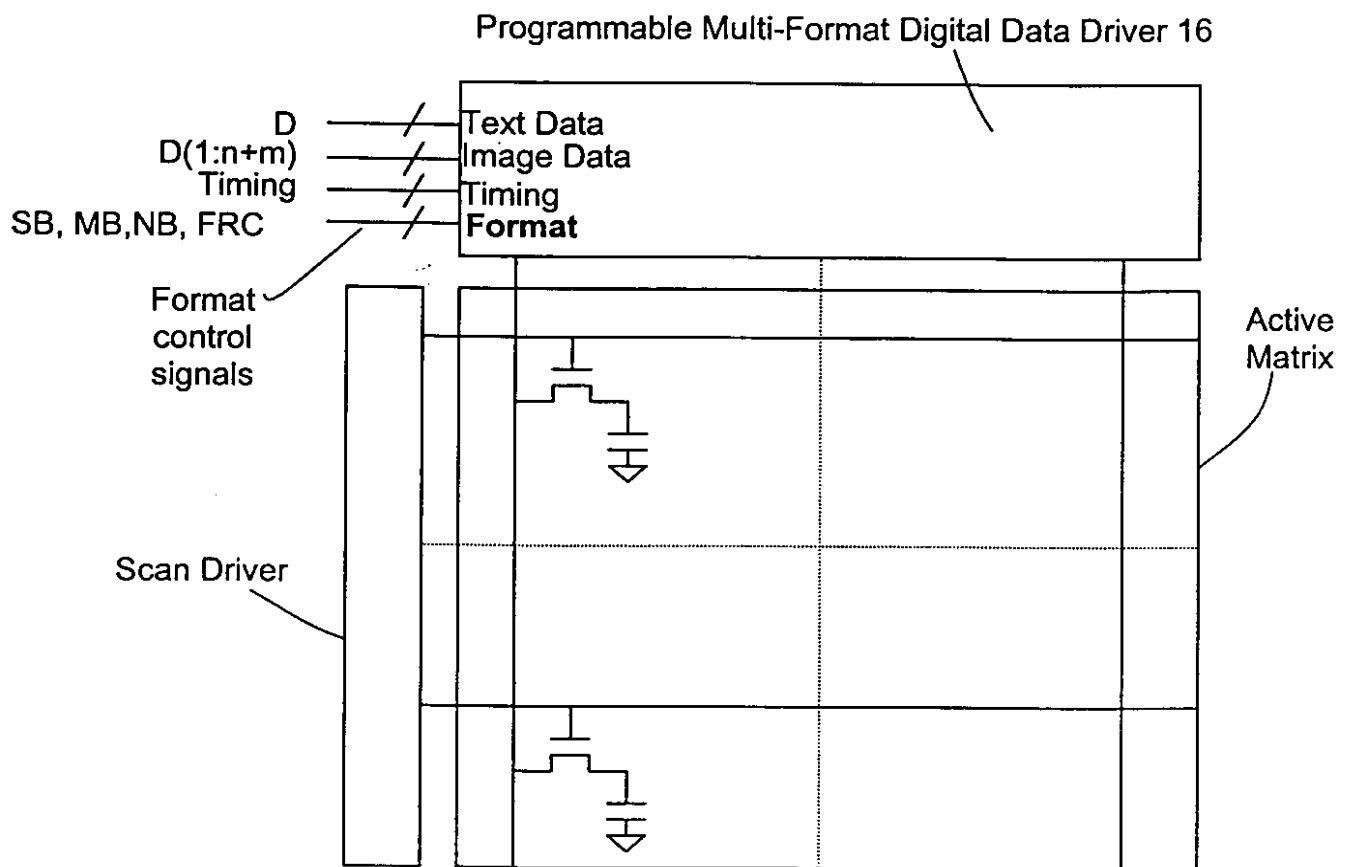 Programmable Multi-Format Digital Data Driver 16
D
Text Data
D(1:n+m)
Image Data
Timing
Timing
SB, MB,NB, FRC
Format
Format
control
signals
Active
Matrix
Scan Driver